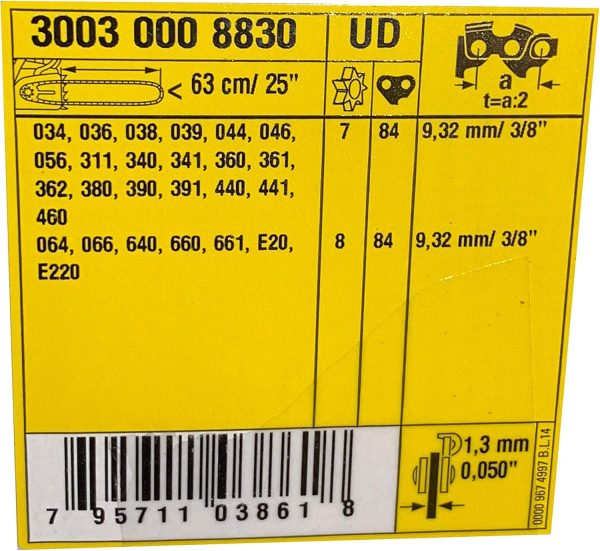 3003 000 8830 UD
< 63 cm/ 25"
a
t=a:2
034, 036, 038, 039, 044, 046, 7 84 9,32 mm/ 3/8"
056, 311, 340, 341, 360, 361,
362, 380, 390, 391, 440, 441,
460
064, 066, 640, 660, 661, E20, 8 84 9,32 mm/ 3/8"
E220
1,3 mm
0,050"
7 95711 03861 8
0000 967 4997 B.L.14